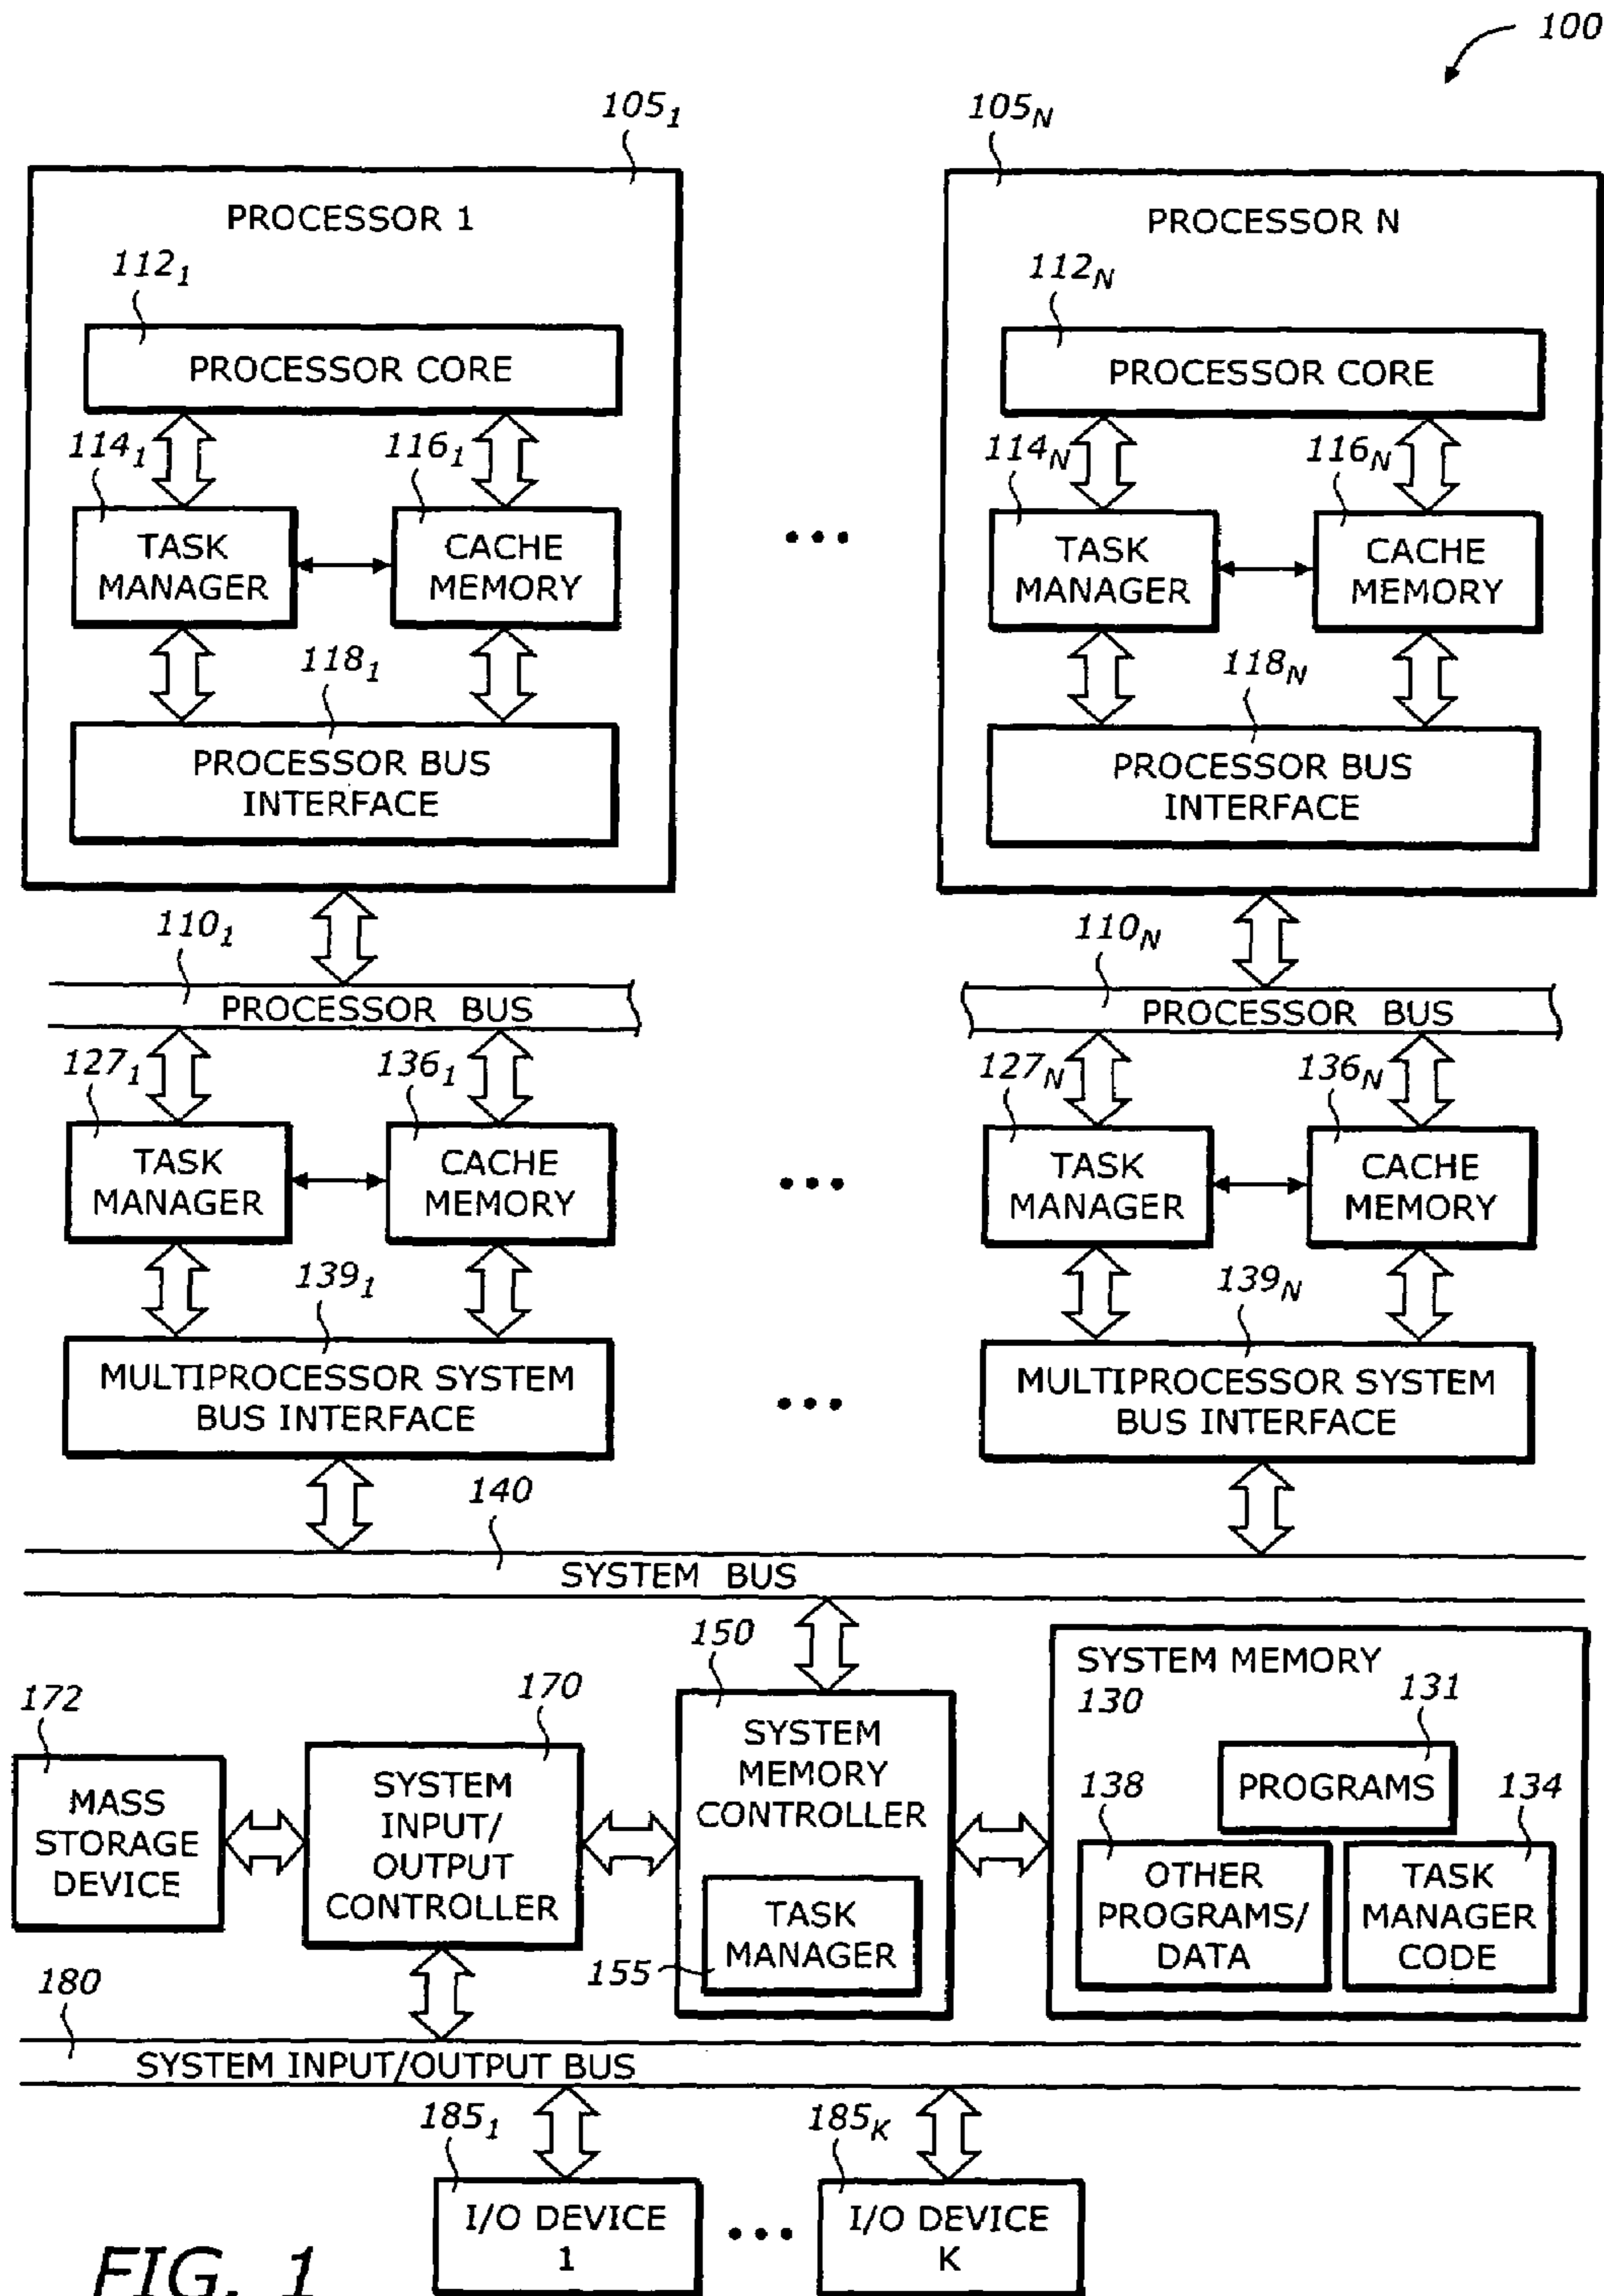 100
105₁
105N
PROCESSOR 1
PROCESSOR N
112₁
112N
PROCESSOR CORE
PROCESSOR CORE
114₁
116₁
114N
116N
TASK
MANAGER
CACHE
MEMORY
...
TASK
MANAGER
CACHE
MEMORY
118₁
118N
PROCESSOR BUS
INTERFACE
PROCESSOR BUS
INTERFACE
110₁
110N
PROCESSOR BUS
PROCESSOR BUS
127₁
136₁
127N
136N
TASK
MANAGER
CACHE
MEMORY
...
TASK
MANAGER
CACHE
MEMORY
139₁
139N
MULTIPROCESSOR SYSTEM
BUS INTERFACE
...
MULTIPROCESSOR SYSTEM
BUS INTERFACE
140
SYSTEM BUS
172
MASS
STORAGE
DEVICE
170
SYSTEM
INPUT/
OUTPUT
CONTROLLER
150
SYSTEM
MEMORY
CONTROLLER
TASK
MANAGER
155
SYSTEM MEMORY
130
131
PROGRAMS
138
OTHER
PROGRAMS/
DATA
134
TASK
MANAGER
CODE
180
SYSTEM INPUT/OUTPUT BUS
185₁
185K
I/O DEVICE
1
...
I/O DEVICE
K
FIG. 1